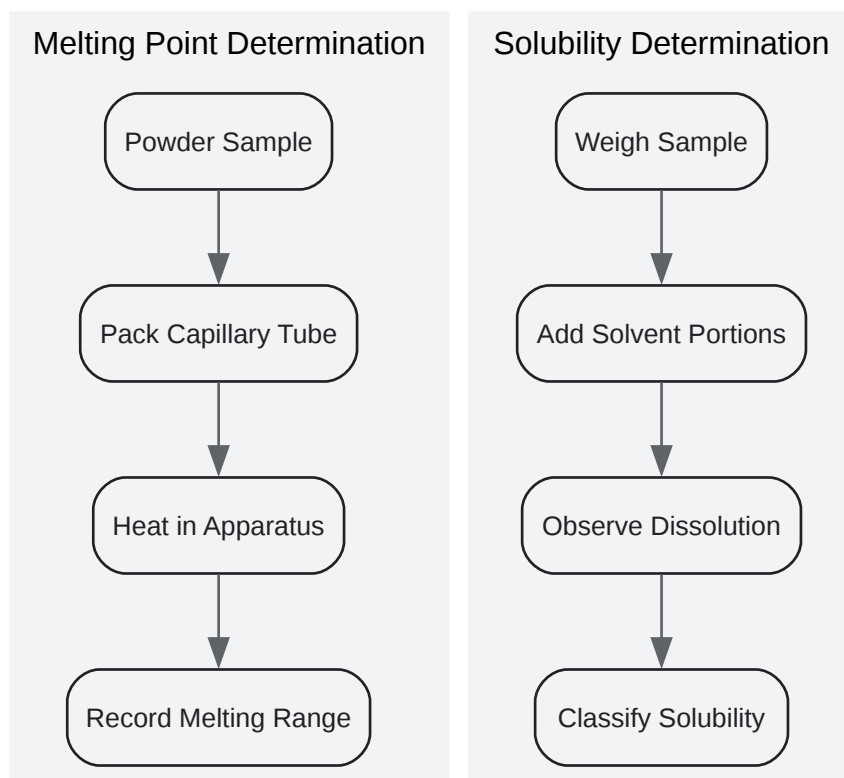 Melting Point Determination
Powder Sample
Pack Capillary Tube
Heat in Apparatus
Record Melting Range
Solubility Determination
Weigh Sample
Add Solvent Portions
Observe Dissolution
Classify Solubility